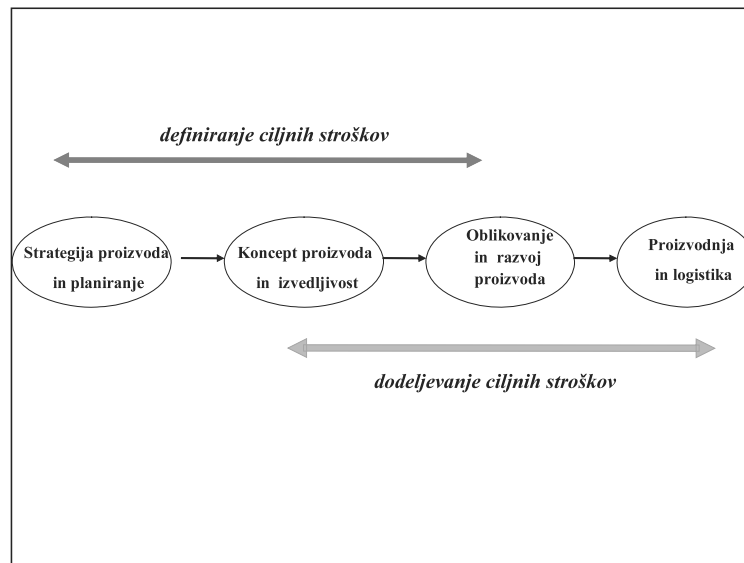 definiranje ciljnih stroškov
Strategija proizvoda
in planiranje
Koncept proizvoda
in izvedljivost
Oblikovanje
in razvoj
proizvoda
Proizvodnja
in logistika
dodeljevanje ciljnih stroškov